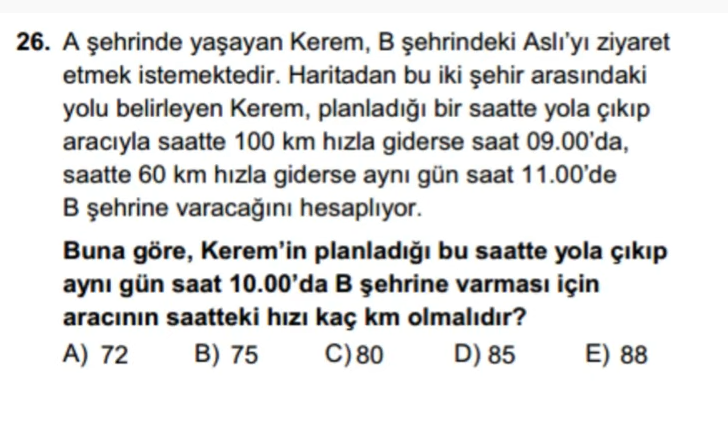 26. A şehrinde yaşayan Kerem, B şehrindeki Aslı'yı ziyaret
etmek istemektedir. Haritadan bu iki şehir arasındaki
yolu belirleyen Kerem, planladığı bir saatte yola çıkıp
aracıyla saatte 100 km hızla giderse saat 09.00'da,
saatte 60 km hızla giderse aynı gün saat 11.00'de
B şehrine varacağını hesaplıyor.
Buna göre, Kerem'in planladığı bu saatte yola çıkıp
aynı gün saat 10.00'da B şehrine varması için
aracının saatteki hızı kaç km olmalıdır?
A) 72 B) 75 C) 80 D) 85 E) 88